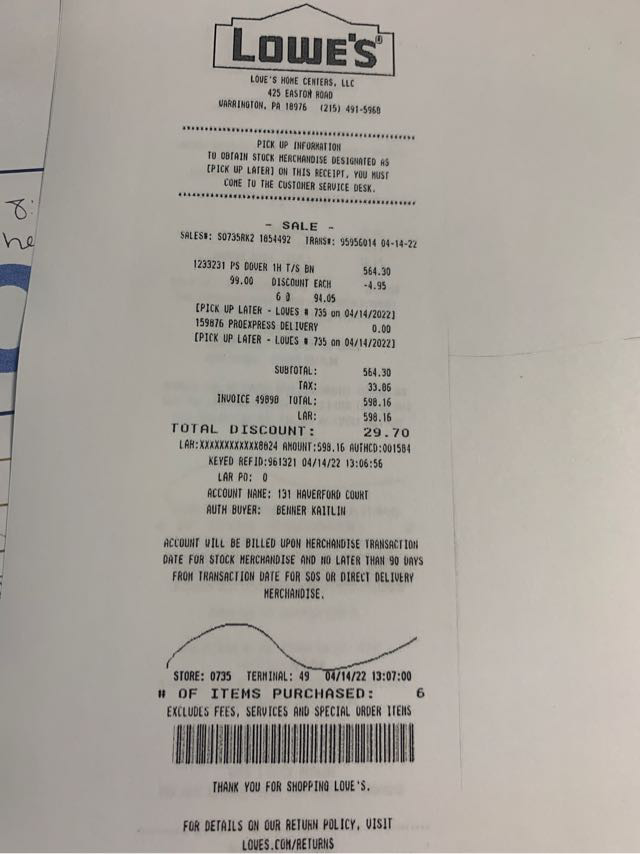 LOWE'S®
LOWE'S HOME CENTERS, LLC
425 EASTON ROAD
WARRINGTON, PA 18976 (215) 491-5960
PICK UP INFORMATION
TO OBTAIN STOCK MERCHANDISE DESIGNATED AS
[PICK UP LATER] ON THIS RECEIPT, YOU MUST
COME TO THE CUSTOMER SERVICE DESK.
- SALE -
SALES#: S0735RK2 1854492 TRANS#: 95956014 04-14-22
1233231 PS DOVER 1H T/S BN 564.30
99.00 DISCOUNT EACH -4.95
6 @ 94.05
[PICK UP LATER - LOWES # 735 on 04/14/2022]
159876 PROEXPRESS DELIVERY 0.00
[PICK UP LATER - LOWES # 735 on 04/14/2022]
SUBTOTAL: 564.30
TAX: 33.86
INVOICE 49898 TOTAL: 598.16
LAR: 598.16
TOTAL DISCOUNT: 29.70
LAR:XXXXXXXXXXXX8624 AMOUNT:598.16 AUTHCD:001584
KEYED REFID:961321 04/14/22 13:06:56
LAR PO: 0
ACCOUNT NAME: 131 HAVERFORD COURT
AUTH BUYER: BENNER KAITLIN
ACCOUNT WILL BE BILLED UPON MERCHANDISE TRANSACTION
DATE FOR STOCK MERCHANDISE AND NO LATER THAN 90 DAYS
FROM TRANSACTION DATE FOR SOS OR DIRECT DELIVERY
MERCHANDISE.
STORE: 0735 TERMINAL: 49 04/14/22 13:07:00
# OF ITEMS PURCHASED: 6
EXCLUDES FEES, SERVICES AND SPECIAL ORDER ITEMS
THANK YOU FOR SHOPPING LOWE'S.
FOR DETAILS ON OUR RETURN POLICY, VISIT
LOWES.COM/RETURNS
8:
he